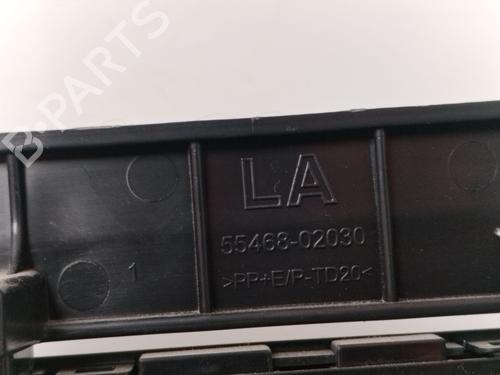 B-PARTS
LA
55468-02030
1
>PP+E/P-TD20<